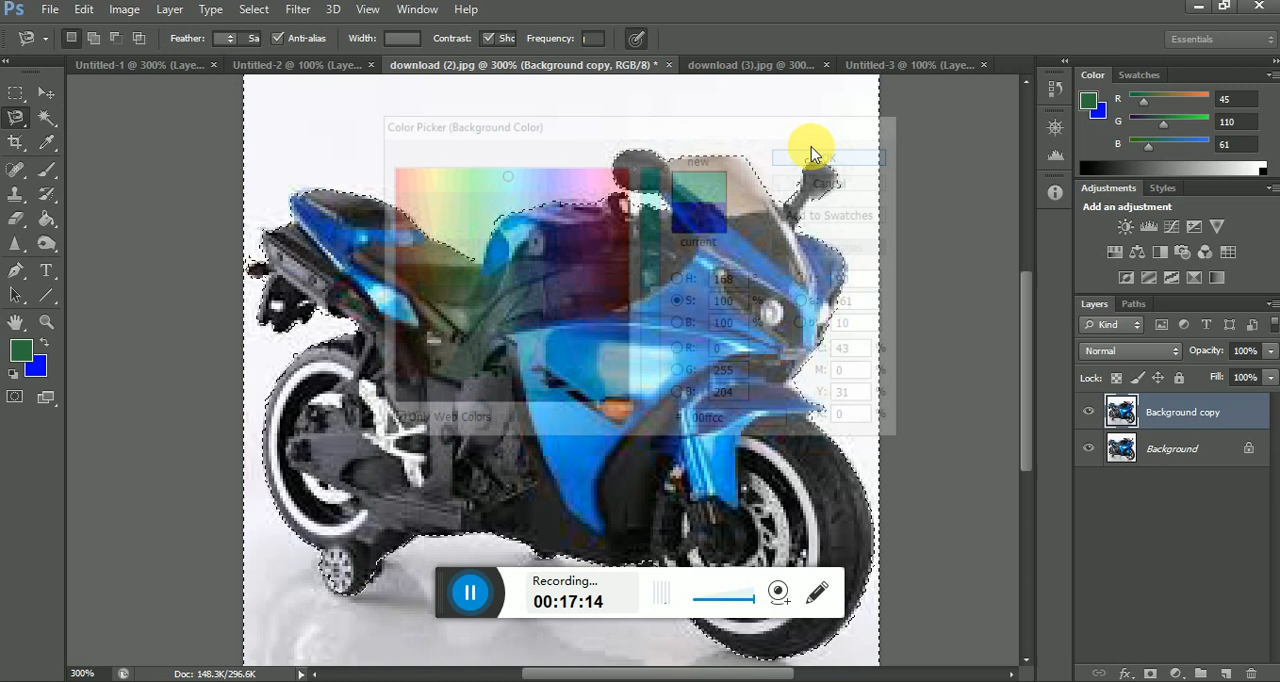 Ps File Edit Image Layer Type Select Filter 3D View Window Help
Feather: Sa Anti-alias Width: Contrast: Sho Frequency: Essentials
Untitled-1 @ 300% (Laye... × Untitled-2 @ 100% (Laye... × download (2).jpg @ 300% (Background copy, RGB/8) * × download (3).jpg @ 300... × Untitled-3 @ 100% (Laye... ×
Color Swatches
R 45
G 110
B 61
Color Picker (Background Color)
new
current
Cancel
Add to Swatches
H: 168
S: 100 %
B: 100 %
R: 0
G: 255
B: 204
# 00ffcc
61
10
43 %
M: 0 %
Y: 31 %
K: 0 %
Only Web Colors
Adjustments Styles
Add an adjustment
Layers Paths
Kind
Normal Opacity: 100%
Lock: Fill: 100%
Background copy
Background
Recording...
00:17:14
300% Doc: 148.3K/296.6K
fx